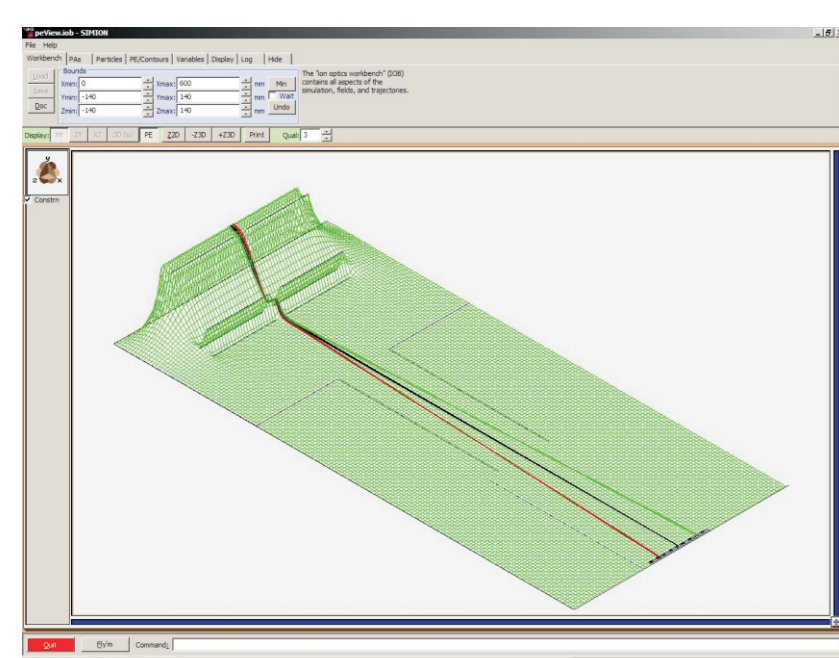 peView.iob - SIMION
File Help
Workbench PAs Particles PE/Contours Variables Display Log Hide
Load Save Doc
Bounds
Xmin: 0 Xmax: 600 mm Min
Ymin: -140 Ymax: 140 mm Wait
Zmin: -140 Zmax: 140 mm Undo
The "ion optics workbench" (IOB)
contains all aspects of the
simulation, fields, and trajectories.
Display: XY ZY XZ 3D Iso PE Z2D -Z3D +Z3D Print Qual: 3
y
z x
Constrn
Quit Fly'm Command: